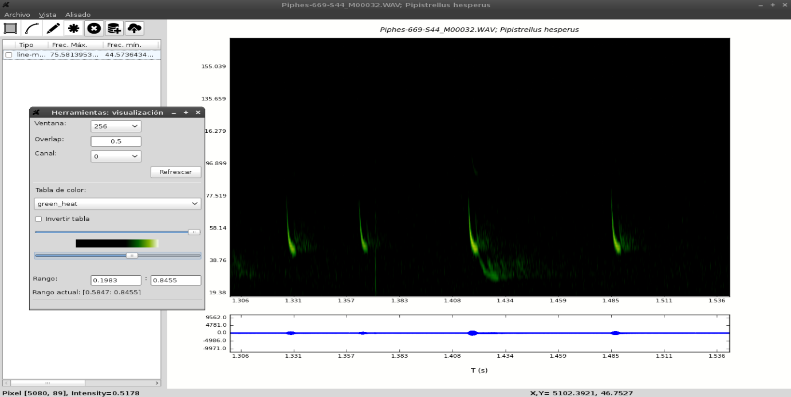 Piphes-669-S44_M00032.WAV; Pipistrellus hesperus
Archivo Vista Alisado
Piphes-669-S44_M00032.WAV; Pipistrellus hesperus
Tipo Frec. Máx. Frec. mín.
line-m... 75.5813953... 44.5736434...
155.039
135.659
16.279
96.899
77.519
58.14
38.76
19.38
Herramientas: visualización
Ventana: 256
Overlap: 0.5
Canal: 0
Refrescar
Tabla de color:
green_heat
Invertir tabla
Rango: 0.1983 : 0.8455
Rango actual: [0.5847: 0.8455]
1.306 1.331 1.357 1.383 1.408 1.434 1.459 1.485 1.511 1.536
9562.0
4781.0
0.0
-4986.0
-9971.0
1.306 1.331 1.357 1.383 1.408 1.434 1.459 1.485 1.511 1.536
T (s)
Pixel [5080, 89], Intensity=0.5178 X,Y= 5102.3921, 46.7527